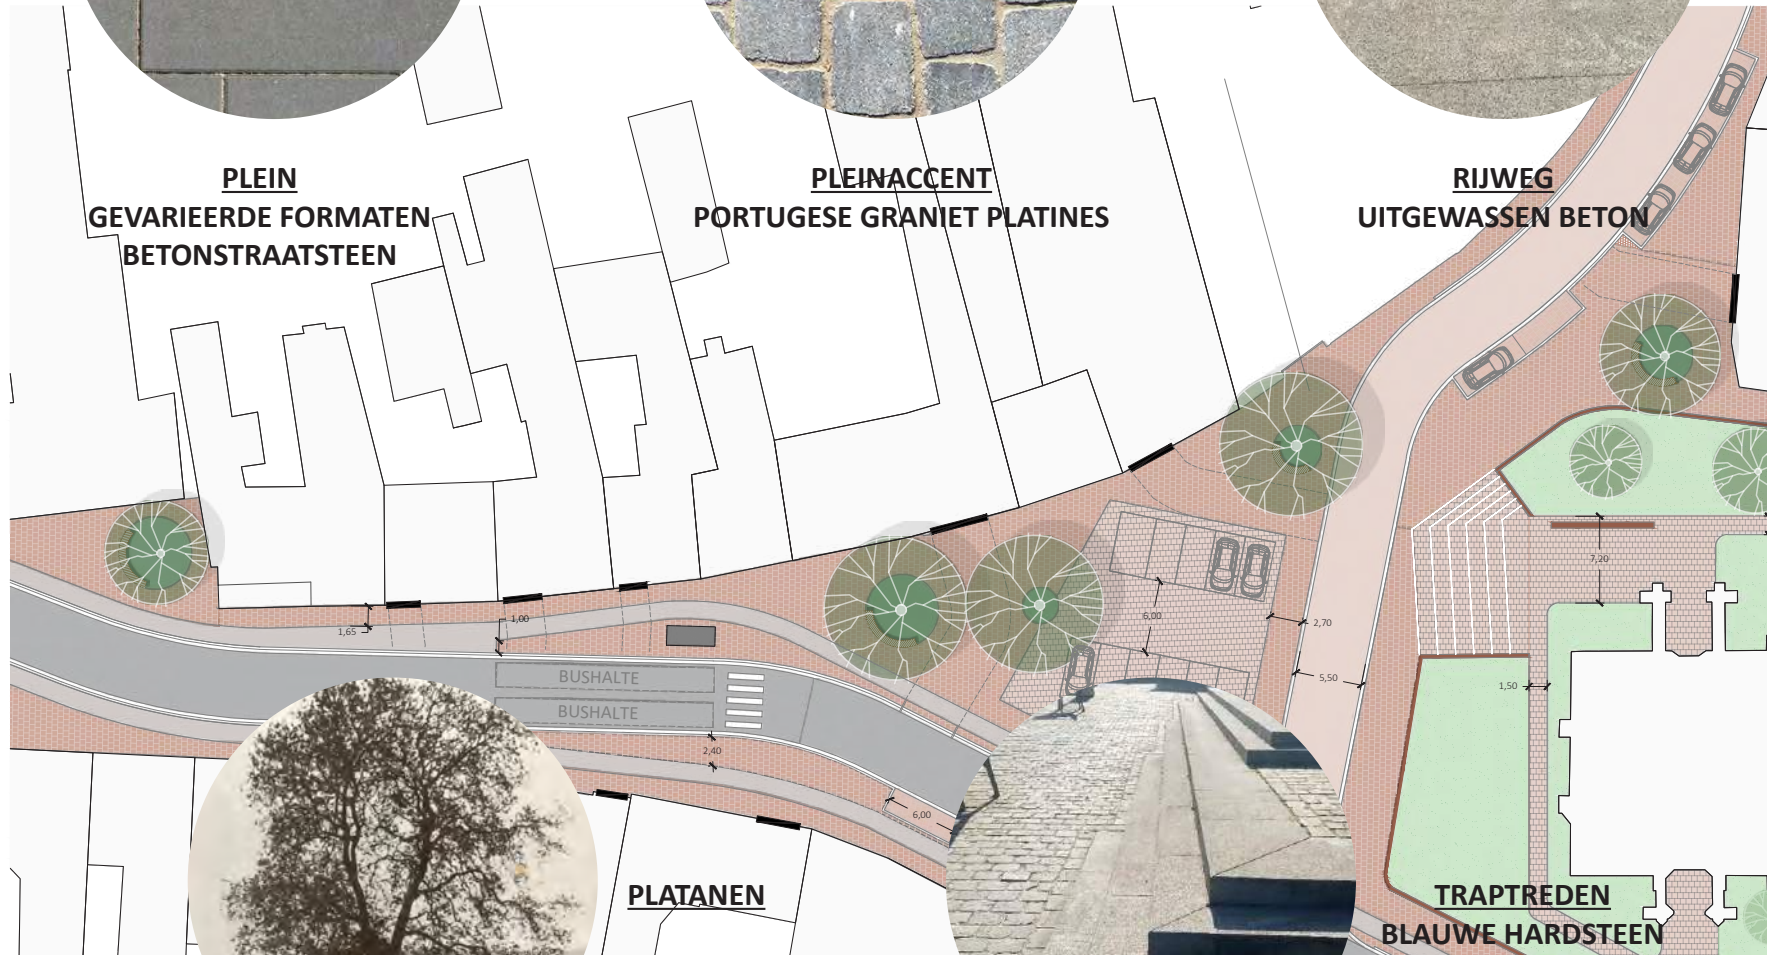 PLEIN
GEVARIEERDE FORMATEN
BETONSTRAATSTEEN
PLEINACCENT
PORTUGESE GRANIET PLATINES
RIJWEG
UITGEWASSEN BETON
7,20
1,65
1,00
6,00
2,70
5,50
1,50
BUSHALTE
BUSHALTE
2,40
6,00
PLATANEN
TRAPTREDEN
BLAUWE HARDSTEEN